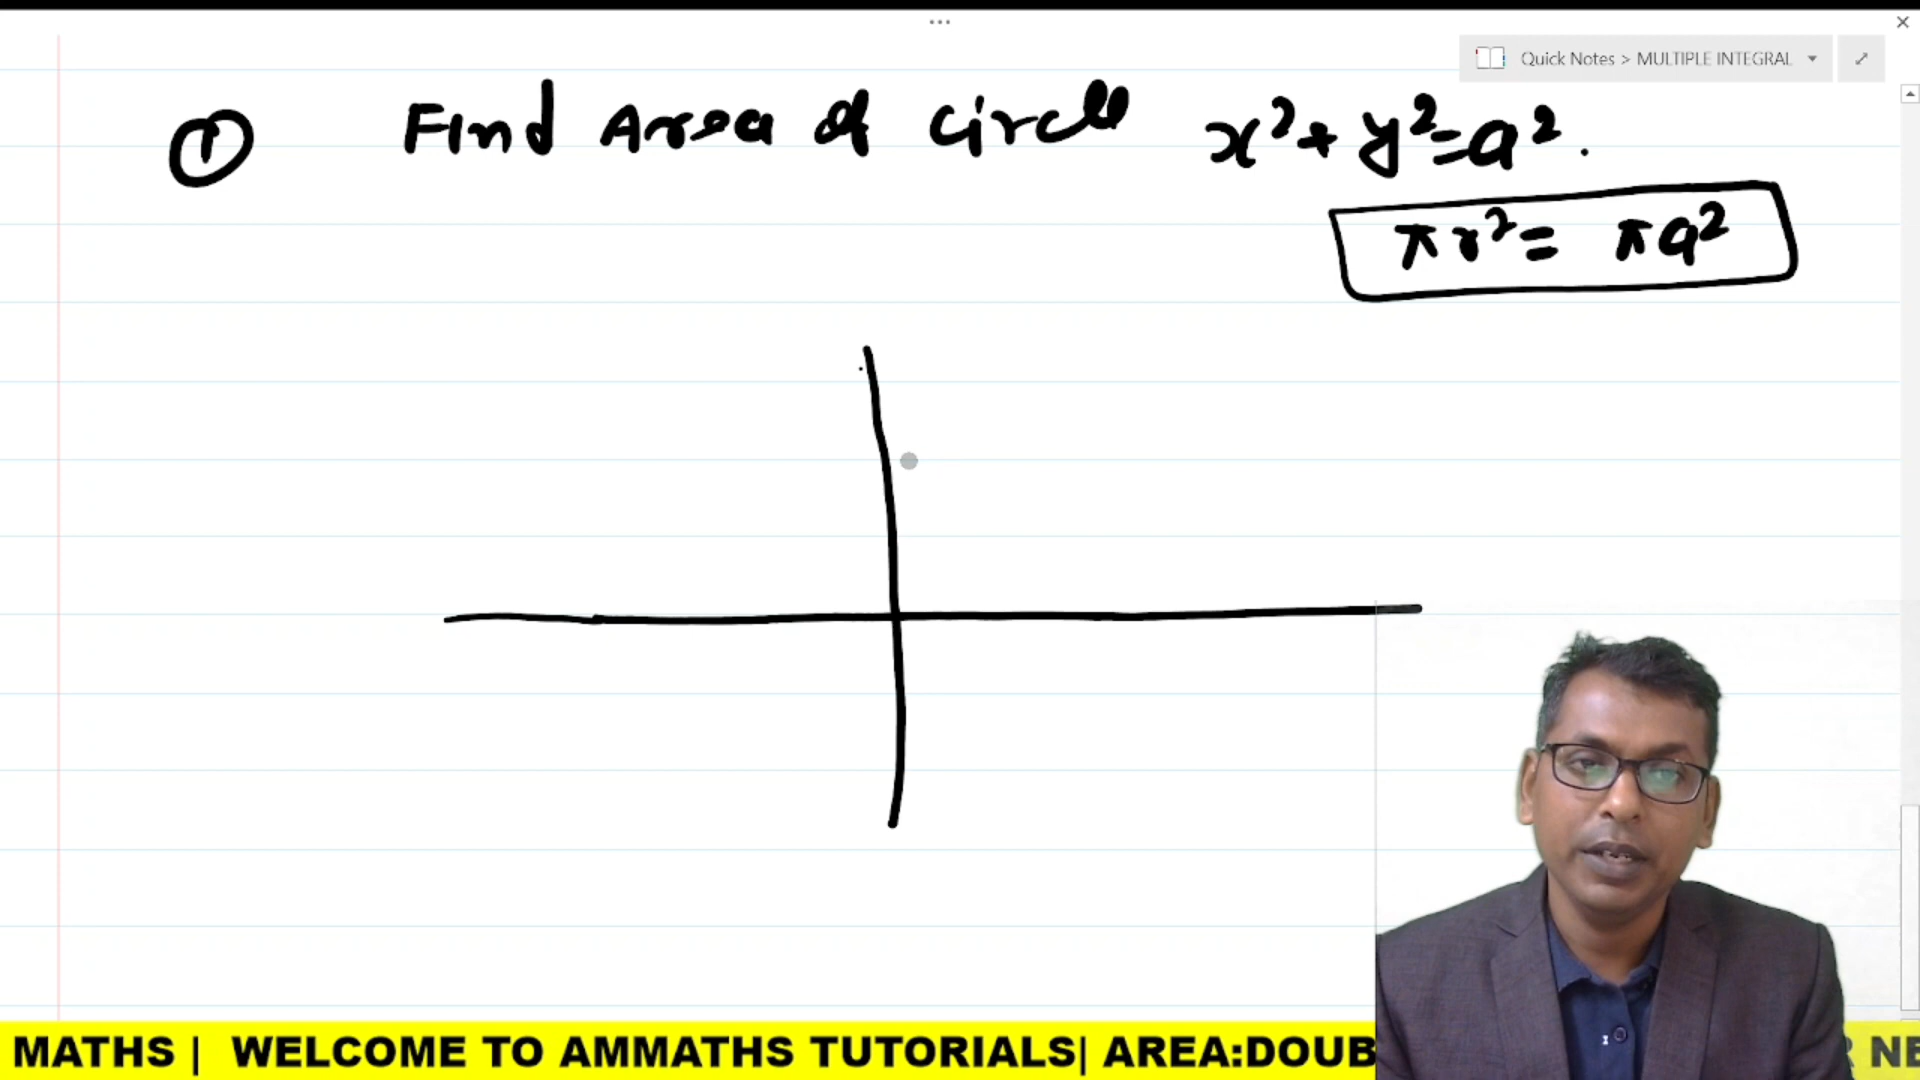 Quick Notes > MULTIPLE INTEGRAL
① Find Area of Circle x²+y²=a².
πr²= πa²
MATHS | WELCOME TO AMMATHS TUTORIALS| AREA:DOUB
NE